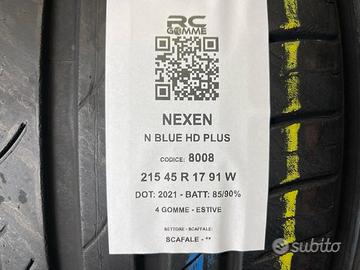 RC
GOMME
NEXEN
N BLUE HD PLUS
CODICE: 8008
215 45 R 17 91 W
DOT: 2021 - BATT: 85/90%
4 GOMME - ESTIVE
SETTORE - SCAFFALE:
SCAFALE - **
subito